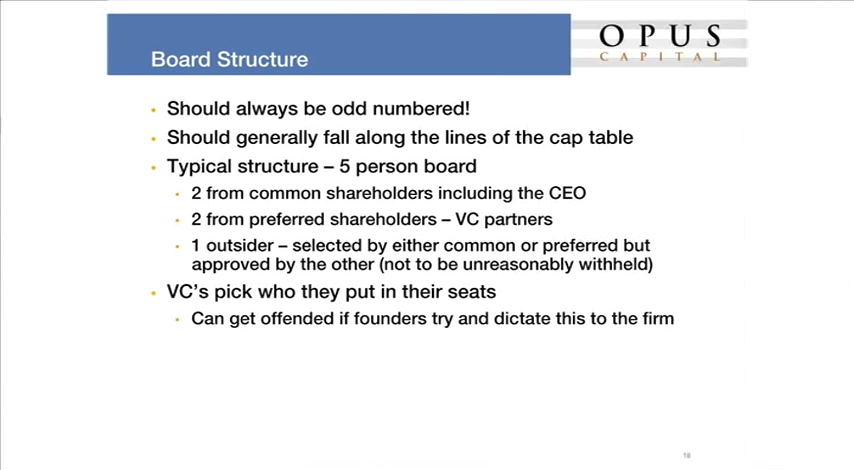 Board Structure
OPUS
CAPITAL
• Should always be odd numbered!
• Should generally fall along the lines of the cap table
• Typical structure – 5 person board
• 2 from common shareholders including the CEO
• 2 from preferred shareholders – VC partners
• 1 outsider – selected by either common or preferred but
approved by the other (not to be unreasonably withheld)
• VC’s pick who they put in their seats
• Can get offended if founders try and dictate this to the firm
18